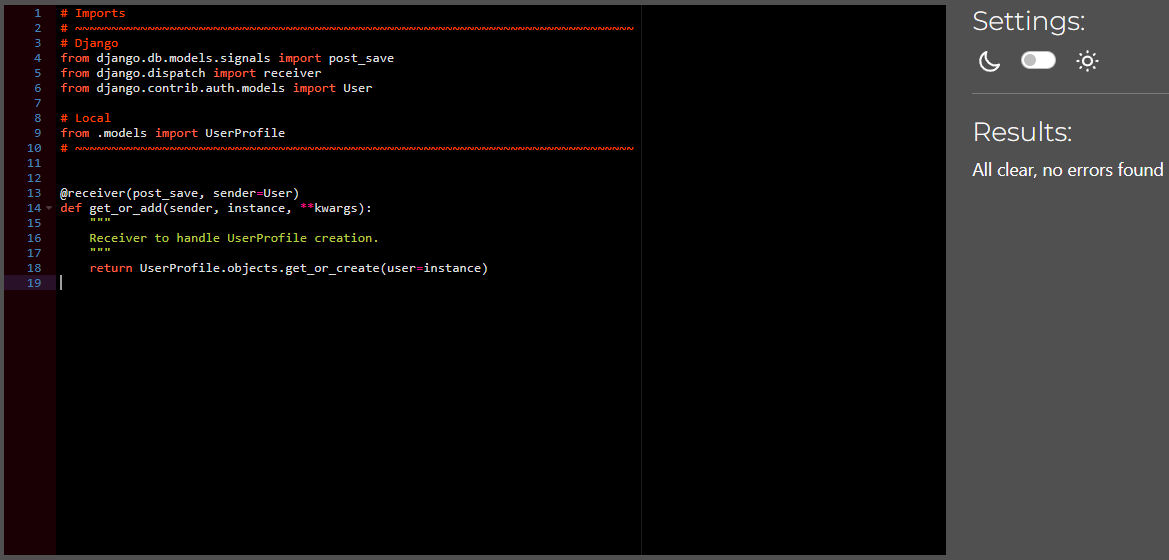 1 # Imports
2 # ~~~~~~~~~~~~~~~~~~~~~~~~~~~~~~~~~~~~~~~~~~~~~~~~~~~~~~~~~~~~~~~~~~~~~~~~~~~~~
3 # Django
4 from django.db.models.signals import post_save
5 from django.dispatch import receiver
6 from django.contrib.auth.models import User
7
8 # Local
9 from .models import UserProfile
10 # ~~~~~~~~~~~~~~~~~~~~~~~~~~~~~~~~~~~~~~~~~~~~~~~~~~~~~~~~~~~~~~~~~~~~~~~~~~~~~
11
12
13 @receiver(post_save, sender=User)
14 def get_or_add(sender, instance, **kwargs):
15     """
16     Receiver to handle UserProfile creation.
17     """
18     return UserProfile.objects.get_or_create(user=instance)
19
Settings:
Results:
All clear, no errors found